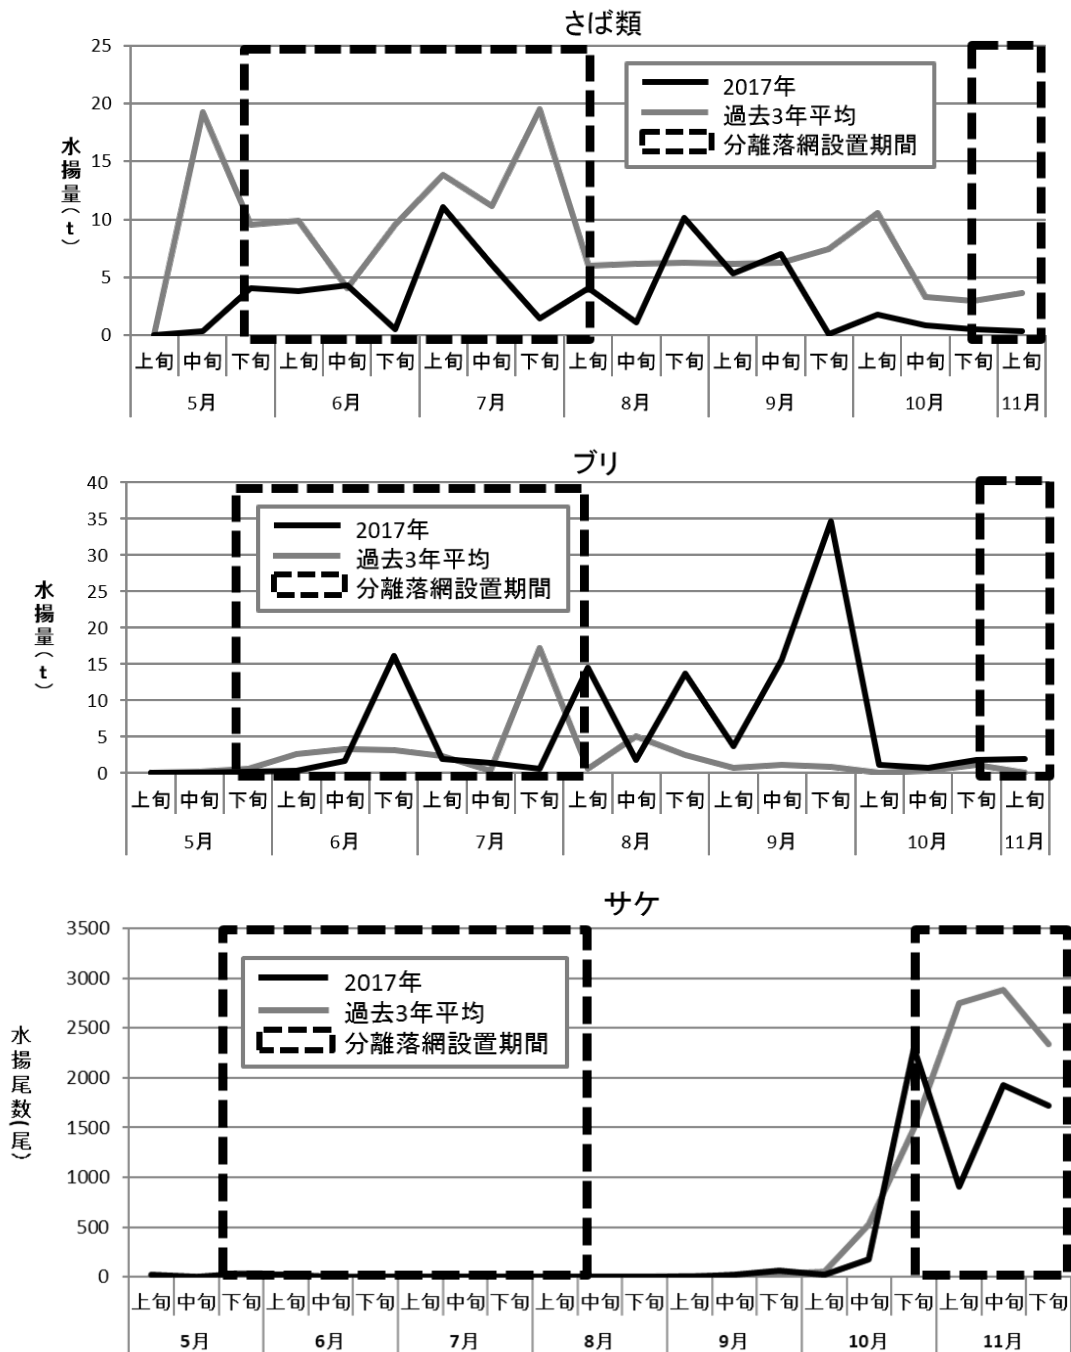 さば類
水揚量(t)
25
20
15
10
5
0
2017年
過去3年平均
分離落網設置期間
上旬 中旬 下旬 上旬 中旬 下旬 上旬 中旬 下旬 上旬 中旬 下旬 上旬 中旬 下旬 上旬 中旬 下旬 上旬
5月 6月 7月 8月 9月 10月 11月
ブリ
水揚量(t)
40
35
30
25
20
15
10
5
0
2017年
過去3年平均
分離落網設置期間
上旬 中旬 下旬 上旬 中旬 下旬 上旬 中旬 下旬 上旬 中旬 下旬 上旬 中旬 下旬 上旬 中旬 下旬 上旬
5月 6月 7月 8月 9月 10月 11月
サケ
水揚尾数(尾)
3500
3000
2500
2000
1500
1000
500
0
2017年
過去3年平均
分離落網設置期間
上旬 中旬 下旬 上旬 中旬 下旬 上旬 中旬 下旬 上旬 中旬 下旬 上旬 中旬 下旬 上旬 中旬 下旬 上旬 中旬 下旬
5月 6月 7月 8月 9月 10月 11月